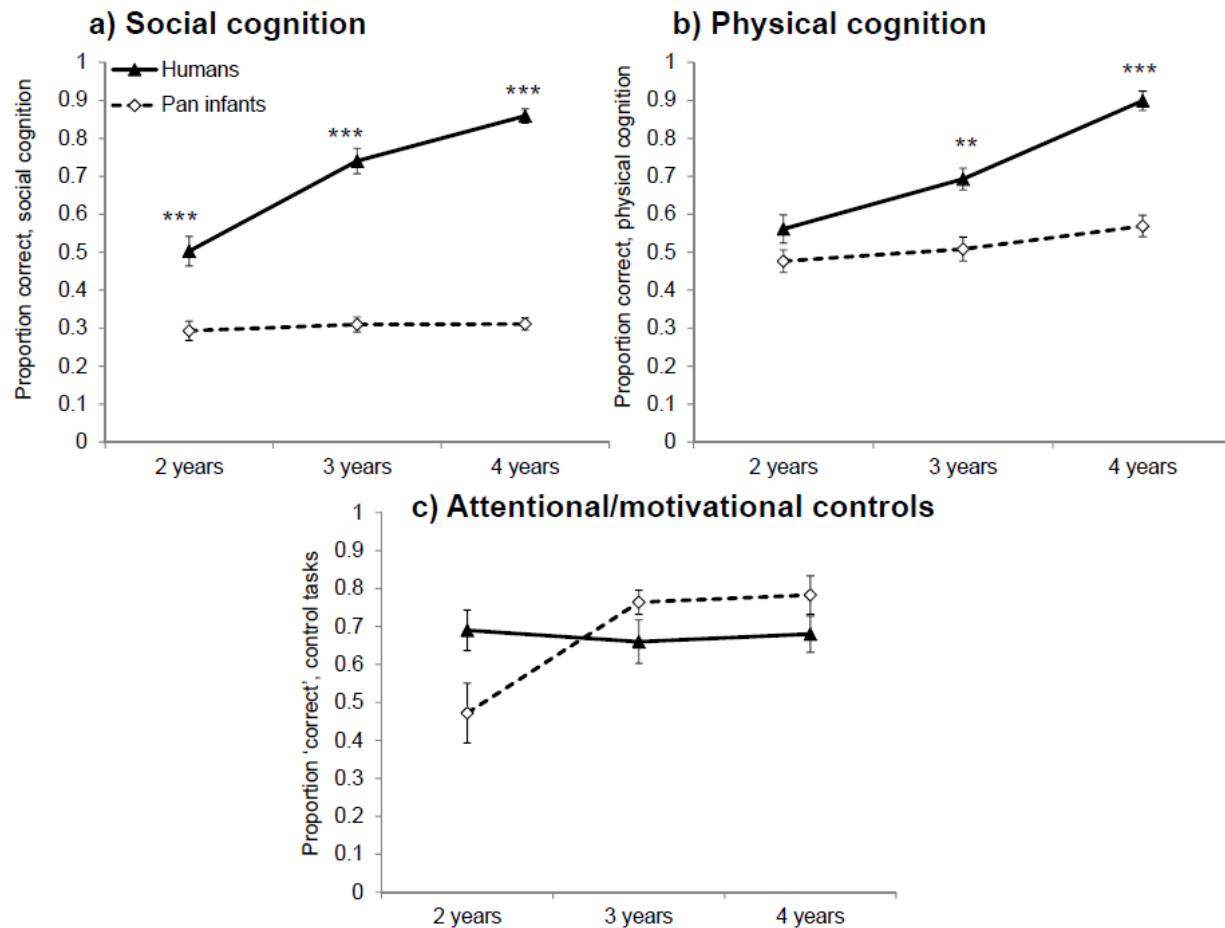 a) Social cognition
Proportion correct, social cognition
1
0.9
0.8
0.7
0.6
0.5
0.4
0.3
0.2
0.1
0
Humans
Pan infants
***
***
***
2 years
3 years
4 years
b) Physical cognition
Proportion correct, physical cognition
1
0.9
0.8
0.7
0.6
0.5
0.4
0.3
0.2
0.1
0
**
***
2 years
3 years
4 years
c) Attentional/motivational controls
Proportion ‘correct’, control tasks
1
0.9
0.8
0.7
0.6
0.5
0.4
0.3
0.2
0.1
0
2 years
3 years
4 years